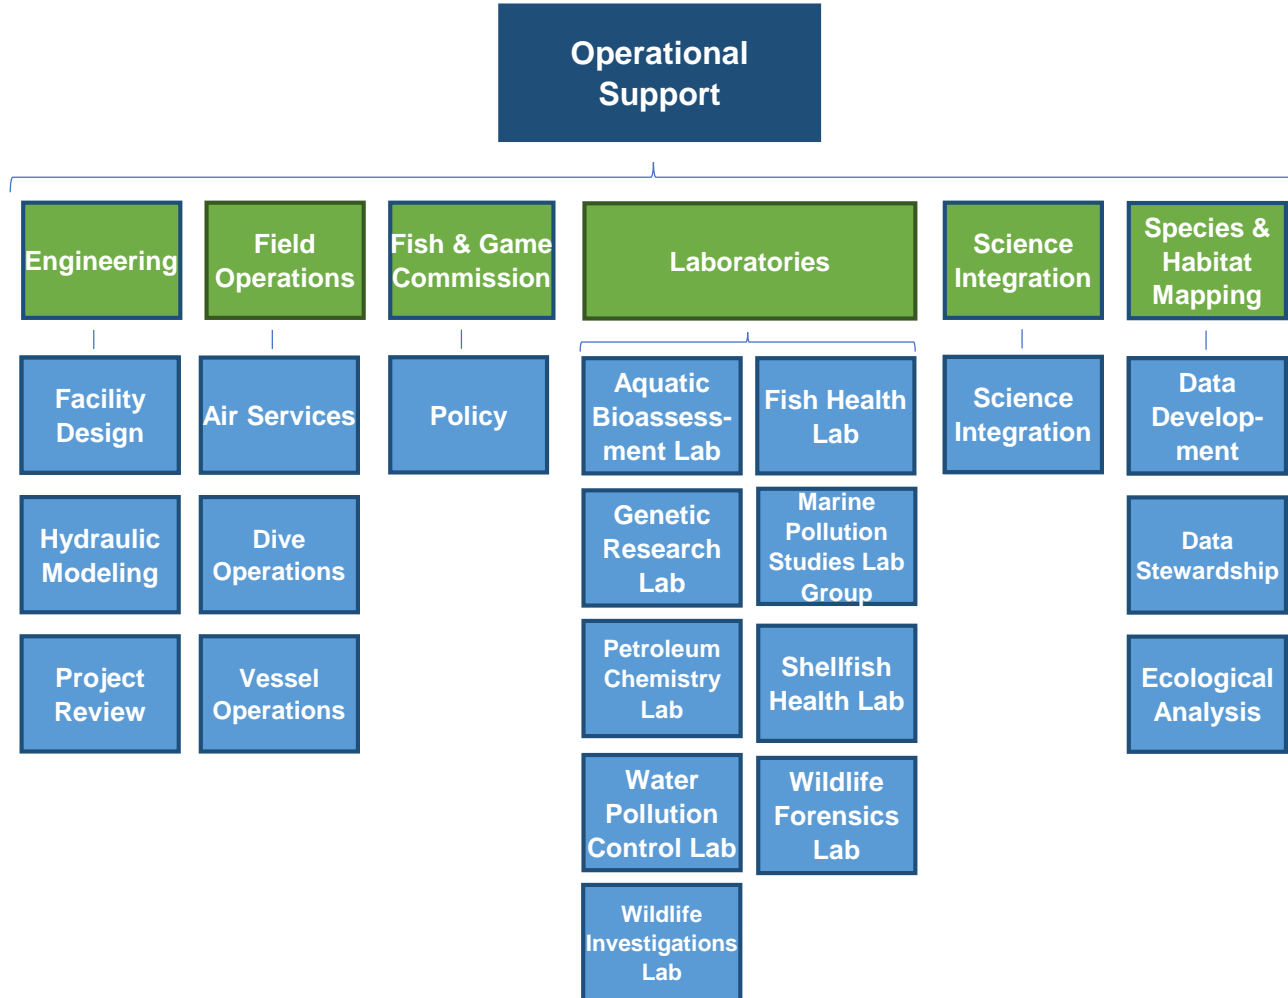 Operational
Support
Engineering
Field
Operations
Fish & Game
Commission
Laboratories
Science
Integration
Species &
Habitat
Mapping
Facility
Design
Air Services
Policy
Aquatic
Bioassess-
ment Lab
Fish Health
Lab
Science
Integration
Data
Develop-
ment
Hydraulic
Modeling
Dive
Operations
Genetic
Research
Lab
Marine
Pollution
Studies Lab
Group
Data
Stewardship
Project
Review
Vessel
Operations
Petroleum
Chemistry
Lab
Shellfish
Health Lab
Ecological
Analysis
Water
Pollution
Control Lab
Wildlife
Forensics
Lab
Wildlife
Investigations
Lab